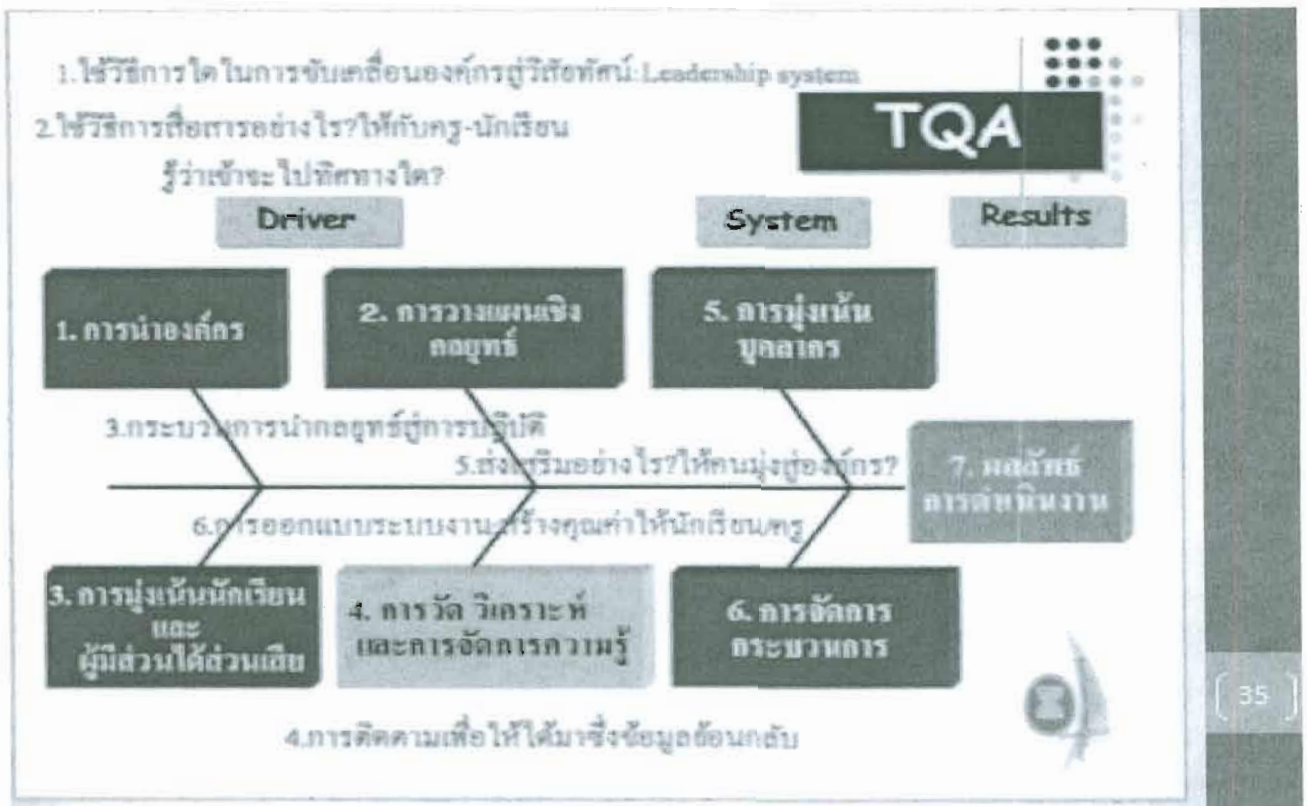 1.ใช้วิธีการใดในการขับเคลื่อนองค์กรสู่วิสัยทัศน์:Leadership system
TQA
2.ใช้วิธีการสื่อสารอย่างไร?ให้กับครู-นักเรียน
รู้ว่าเข้าจะไปทิศทางใด?
Driver
System
Results
1. การนำองค์กร
2. การวางแผนเชิง
กลยุทธ์
5. การมุ่งเน้น
บุคลากร
3.กระบวนการนำกลยุทธ์สู่การปฏิบัติ
5.ส่งเสริมอย่างไร?ให้คนมุ่งสู่องค์กร?
7. ผลลัพธ์
การดำเนินงาน
6.การออกแบบระบบงาน สร้างคุณค่าให้นักเรียน/ครู
3. การมุ่งเน้นนักเรียน
และ
ผู้มีส่วนได้ส่วนเสีย
4. การวัด วิเคราะห์
และการจัดการความรู้
6. การจัดการ
กระบวนการ
4.การติดตามเพื่อให้ได้มาซึ่งข้อมูลย้อนกลับ
35